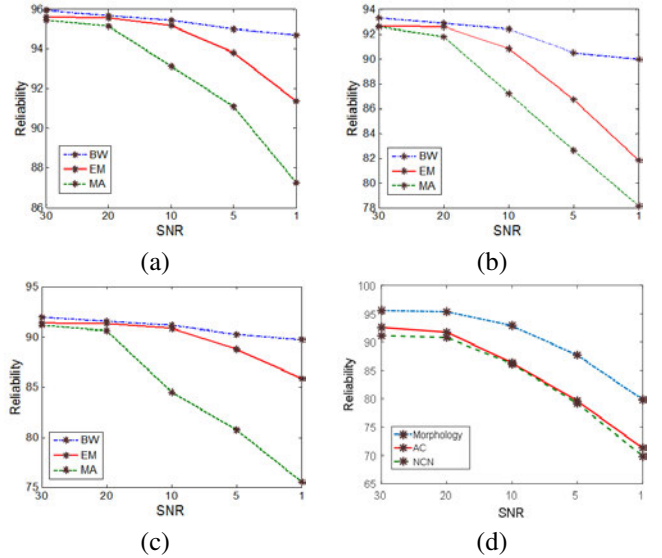 96
94
92
90
88
86
Reliability
BW
EM
MA
30 20 10 5 1
SNR
(a)
94
92
90
88
86
84
82
80
78
Reliability
BW
EM
MA
30 20 10 5 1
SNR
(b)
95
90
85
80
75
Reliability
BW
EM
MA
30 20 10 5 1
SNR
(c)
100
95
90
85
80
75
70
65
Reliability
Morphology
AC
NCN
30 20 10 5 1
SNR
(d)